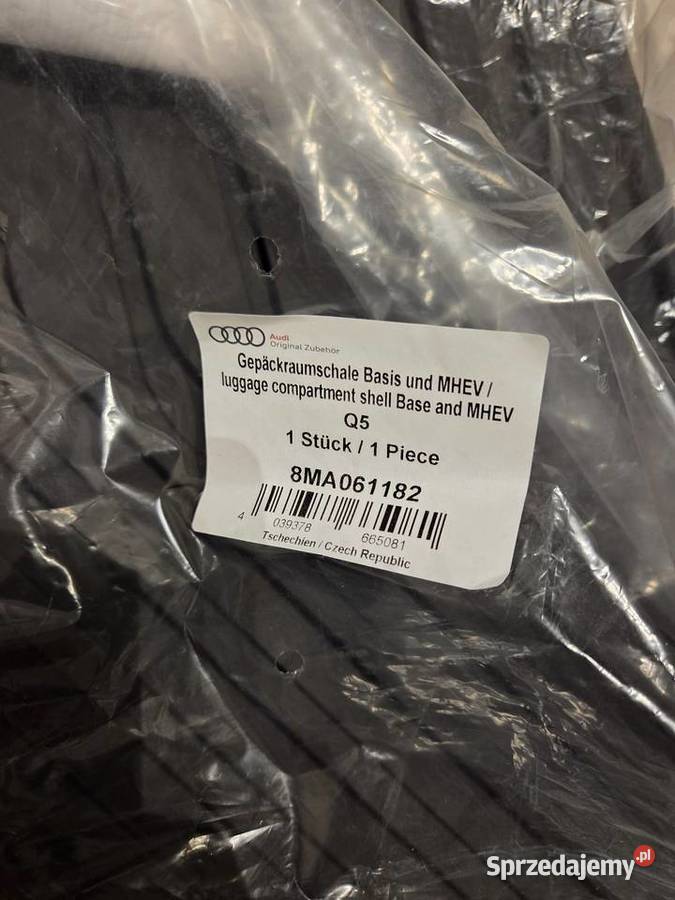 Audi
Original Zubehör
Gepäckraumschale Basis und MHEV /
luggage compartment shell Base and MHEV
Q5
1 Stück / 1 Piece
8MA061182
4 039378 665081
Tschechien / Czech Republic
Sprzedajemy.pl